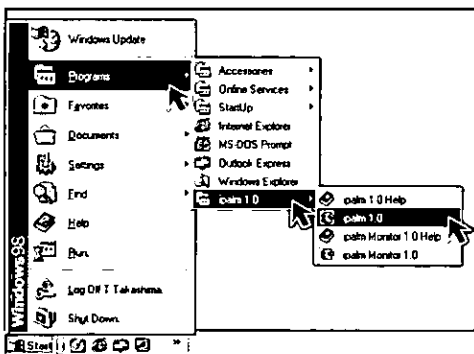 Windows Update
Programs
Favorites
Documents
Settings
Find
Help
Run.
Log Off T Takashima.
Shut Down.
Windows98
Start
Accessories
Online Services
StartUp
Internet Explorer
MS-DOS Prompt
Outlook Express
Windows Explorer
ipalm 1.0
ipalm 1.0 Help
ipalm 1.0
ipalm Monitor 1.0 Help
ipalm Monitor 1.0